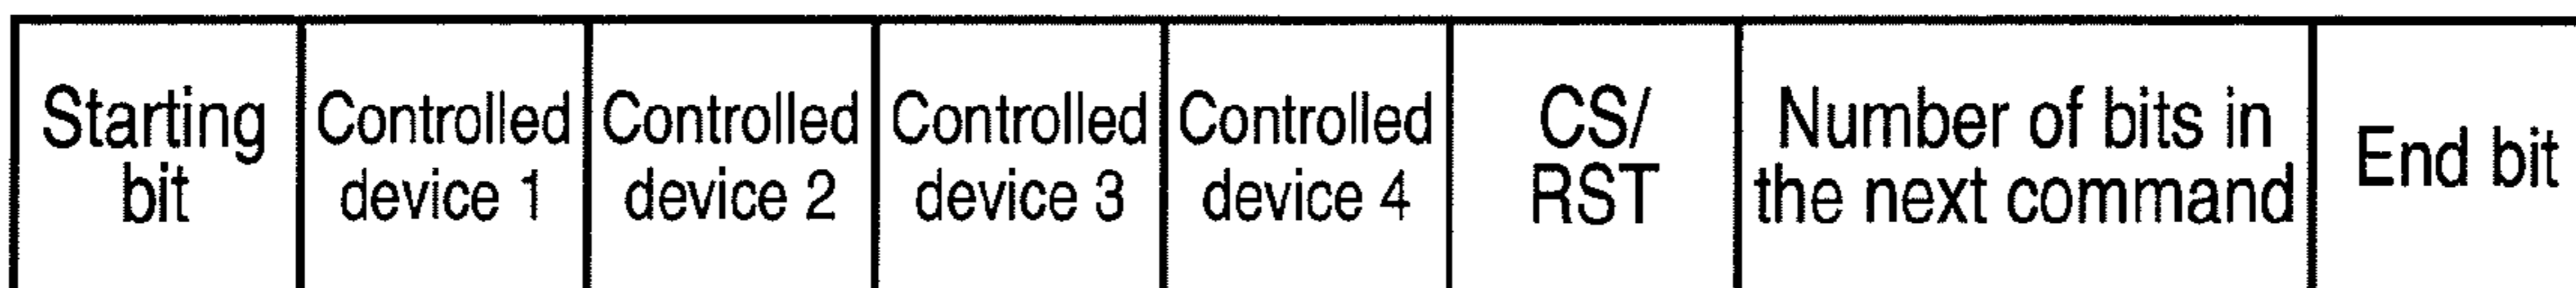 Starting
bit
Controlled
device 1
Controlled
device 2
Controlled
device 3
Controlled
device 4
CS/
RST
Number of bits in
the next command
End bit